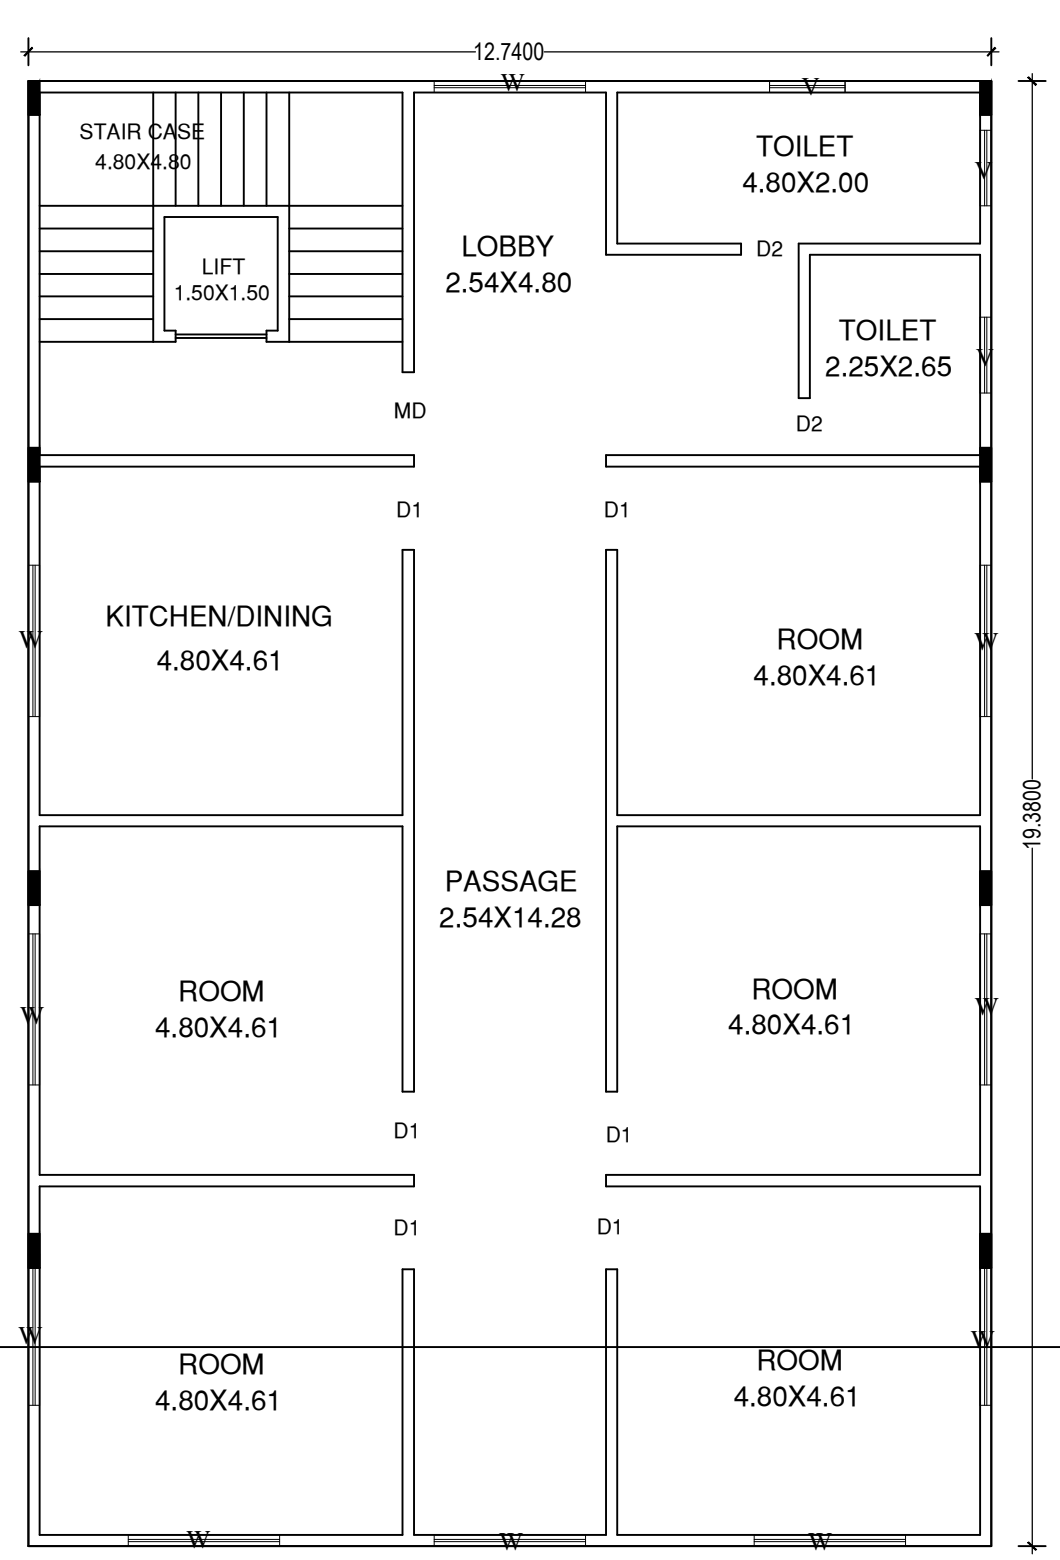 12.7400
W
V
STAIR CASE
4.80X4.80
TOILET
4.80X2.00
V
LOBBY
2.54X4.80
D2
LIFT
1.50X1.50
TOILET
2.25X2.65
V
MD
D2
D1
D1
KITCHEN/DINING
4.80X4.61
W
ROOM
4.80X4.61
W
19.3800
PASSAGE
2.54X14.28
ROOM
4.80X4.61
W
ROOM
4.80X4.61
W
D1
D1
D1
D1
W
W
ROOM
4.80X4.61
ROOM
4.80X4.61
W
W
W